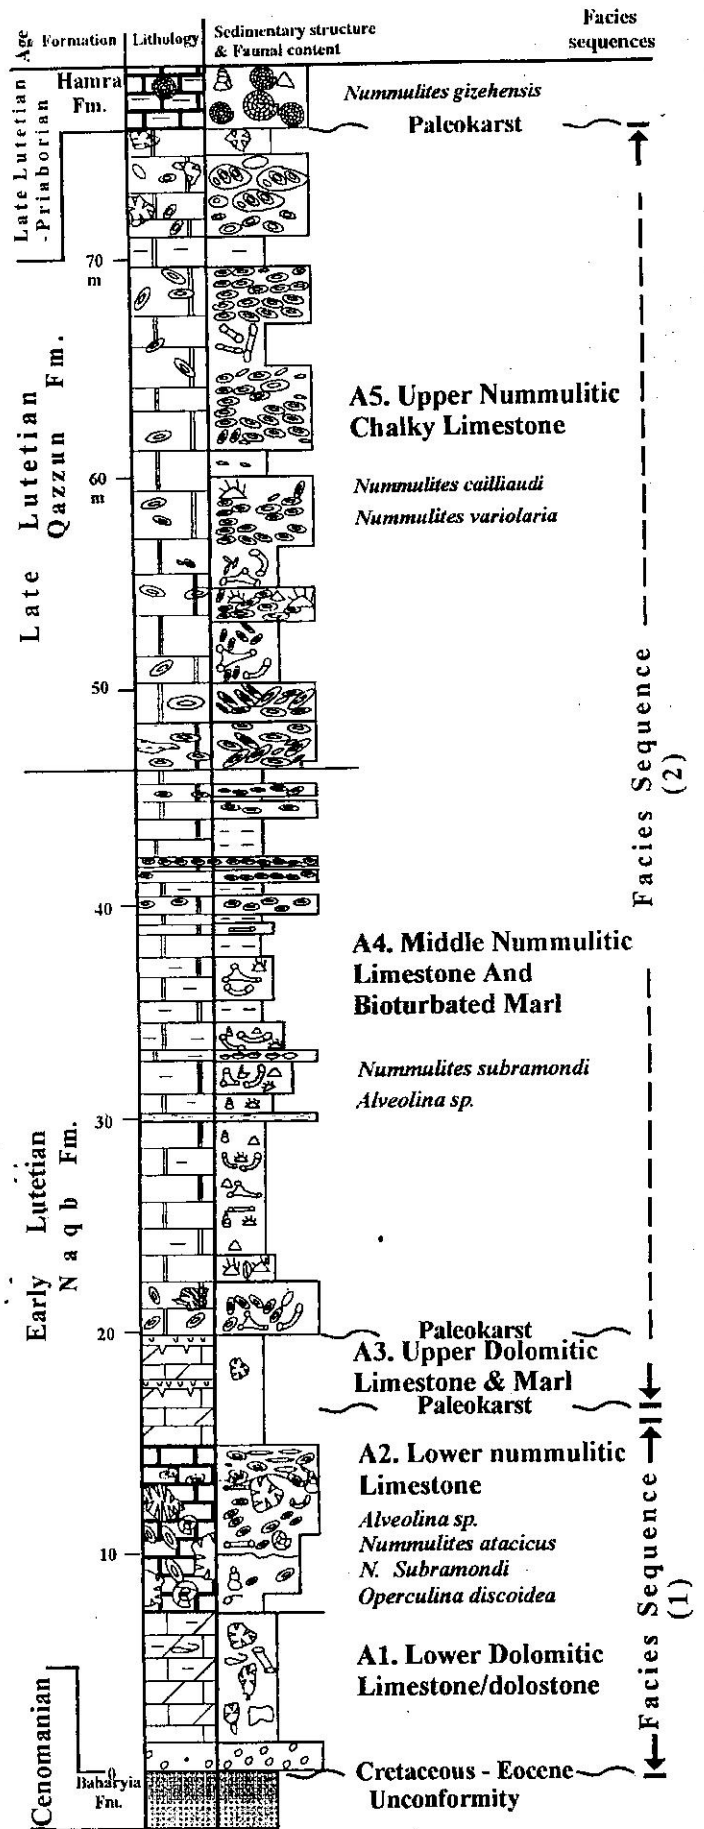 Age
Formation
Lithology
Sedimentary structure
& Faunal content
Facies
sequences
Late Lutetian
-Priaborian
Hamra
Fm.
Nummulites gizehensis
Paleokarst
70
m
Late Lutetian
Qazzun Fm.
A5. Upper Nummulitic
Chalky Limestone
60
m
Nummulites cailliaudi
Nummulites variolaria
50
Facies Sequence
(2)
40
A4. Middle Nummulitic
Limestone And
Bioturbated Marl
Nummulites subramondi
Alveolina sp.
30
Early Lutetian
Naqb Fm.
20
Paleokarst
A3. Upper Dolomitic
Limestone & Marl
Paleokarst
A2. Lower nummulitic
Limestone
Alveolina sp.
Nummulites atacicus
N. Subramondi
Operculina discoidea
10
Facies Sequence
(1)
A1. Lower Dolomitic
Limestone/dolostone
Cenomanian
0
Baharyia
Fm.
Cretaceous - Eocene
Unconformity